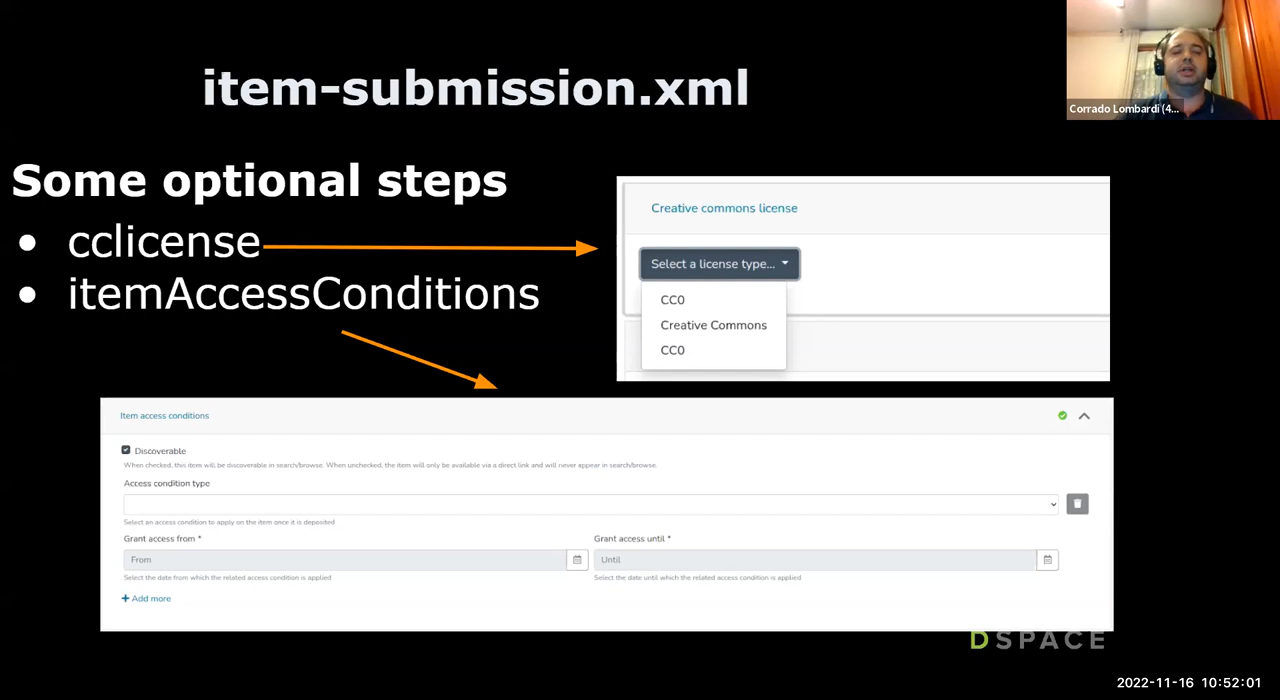 item-submission.xml
Corrado Lombardi (4...
Some optional steps
• cclicense
• itemAccessConditions
Creative commons license
Select a license type...
CC0
Creative Commons
CC0
Item access conditions
Discoverable
When checked, this item will be discoverable in search/browse. When unchecked, the item will only be available via a direct link and will never appear in search/browse.
Access condition type
Select an access condition to apply on the item once it is deposited
Grant access from *
Grant access until *
From
Until
Select the date from which the related access condition is applied
Select the date until which the related access condition is applied
+ Add more
DSPACE
2022-11-16 10:52:01